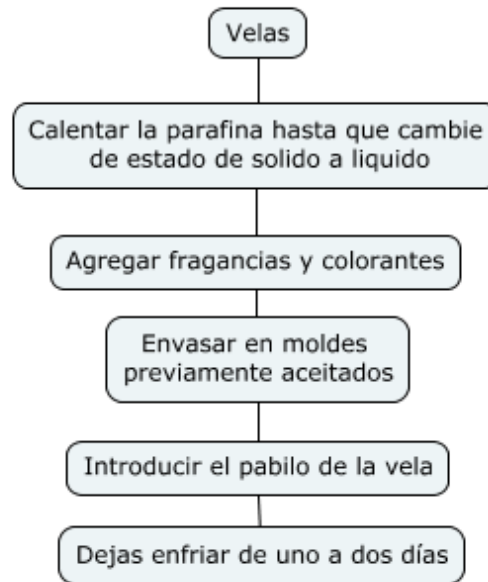 Velas
Calentar la parafina hasta que cambie
de estado de solido a liquido
Agregar fragancias y colorantes
Envasar en moldes
previamente aceitados
Introducir el pabilo de la vela
Dejas enfriar de uno a dos días